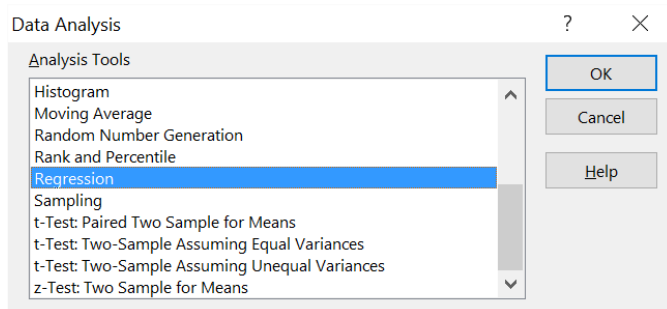 Data Analysis ? ×
Analysis Tools
Histogram
Moving Average
Random Number Generation
Rank and Percentile
Regression
Sampling
t-Test: Paired Two Sample for Means
t-Test: Two-Sample Assuming Equal Variances
t-Test: Two-Sample Assuming Unequal Variances
z-Test: Two Sample for Means
OK
Cancel
Help